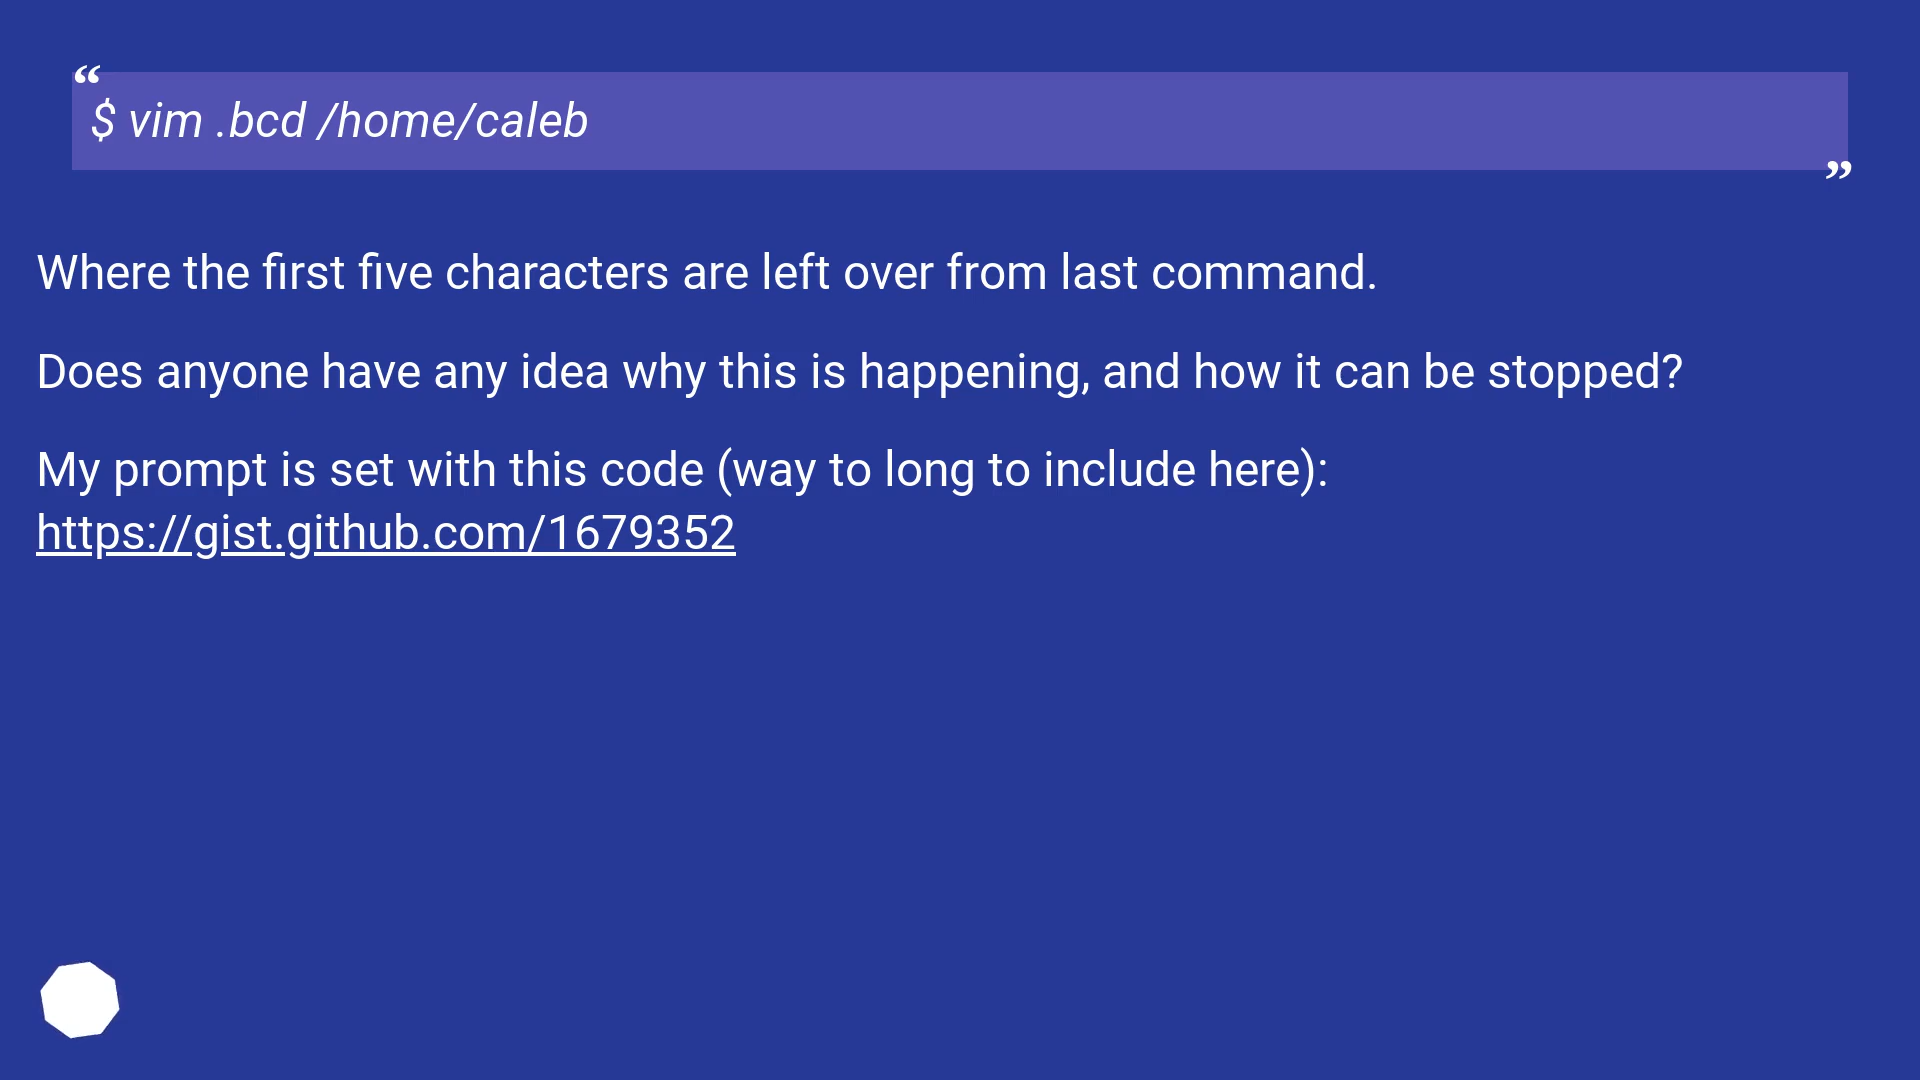 “
$ vim .bcd /home/caleb
”
Where the first five characters are left over from last command.
Does anyone have any idea why this is happening, and how it can be stopped?
My prompt is set with this code (way to long to include here):
https://gist.github.com/1679352